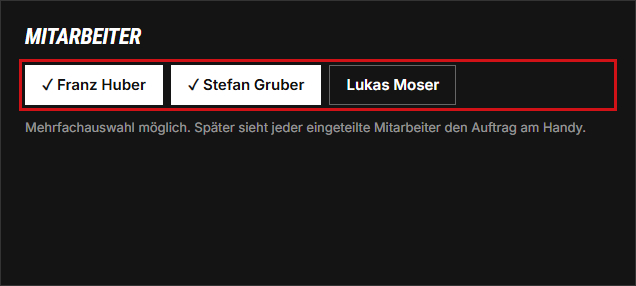 MITARBEITER
✓ Franz Huber ✓ Stefan Gruber Lukas Moser
Mehrfachauswahl möglich. Später sieht jeder eingeteilte Mitarbeiter den Auftrag am Handy.